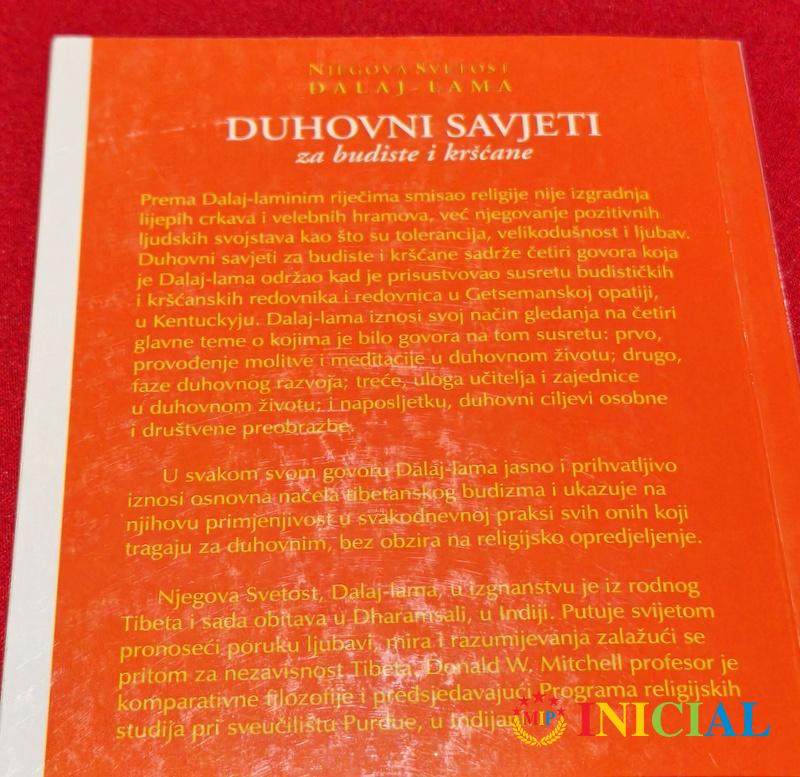 NJEGOVA SVETOST
DALAJ-LAMA
DUHOVNI SAVJETI
za budiste i kršćane
Prema Dalaj-laminim riječima smisao religije nije izgradnja
lijepih crkava i velebnih hramova, već njegovanje pozitivnih
ljudskih svojstava kao što su tolerancija, velikodušnost i ljubav.
Duhovni savjeti za budiste i kršćane sadrže četiri govora koja
je Dalaj-lama održao kad je prisustvovao susretu budističkih
i kršćanskih redovnika i redovnica u Getsemanskoj opatiji,
u Kentuckyju. Dalaj-lama iznosi svoj način gledanja na četiri
glavne teme o kojima je bilo govora na tom susretu: prvo,
provođenje molitve i meditacije u duhovnom životu; drugo,
faze duhovnog razvoja; treće, uloga učitelja i zajednice
u duhovnom životu; i naposljetku, duhovni ciljevi osobne
i društvene preobrazbe.
U svakom svom govoru Dalaj-lama jasno i prihvatljivo
iznosi osnovna načela tibetanskog budizma i ukazuje na
njihovu primjenjivost u svakodnevnoj praksi svih onih koji
tragaju za duhovnim, bez obzira na religijsko opredjeljenje.
Njegova Svetost, Dalaj-lama, u izgnanstvu je iz rodnog
Tibeta i sada obitava u Dharamsali, u Indiji. Putuje svijetom
pronoseći poruku ljubavi, mira i razumijevanja zalažući se
pritom za nezavisnost Tibeta. Donald W. Mitchell profesor je
komparativne filozofije i predsjedavajući Programa religijskih
studija pri sveučilištu Purdue, u
MIP INICIAL